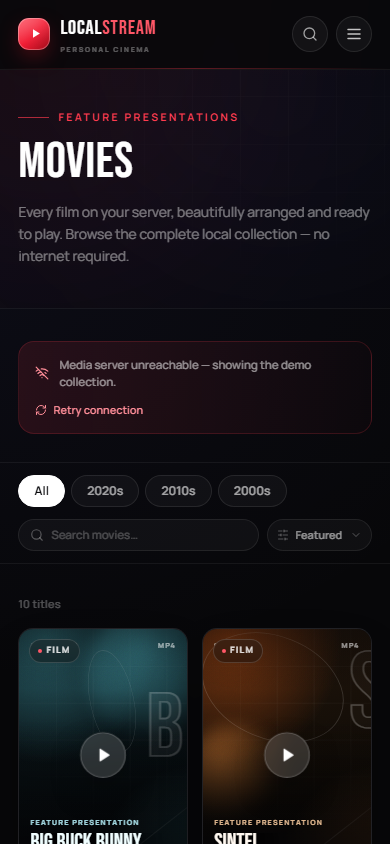 LOCALSTREAM
PERSONAL CINEMA
FEATURE PRESENTATIONS
MOVIES
Every film on your server, beautifully arranged and ready
to play. Browse the complete local collection — no
internet required.
Media server unreachable — showing the demo
collection.
Retry connection
All 2020s 2010s 2000s
Search movies... Featured
10 titles
FILM MP4 FILM MP4
B S
FEATURE PRESENTATION FEATURE PRESENTATION
BIG BUCK BUNNY SINTEL